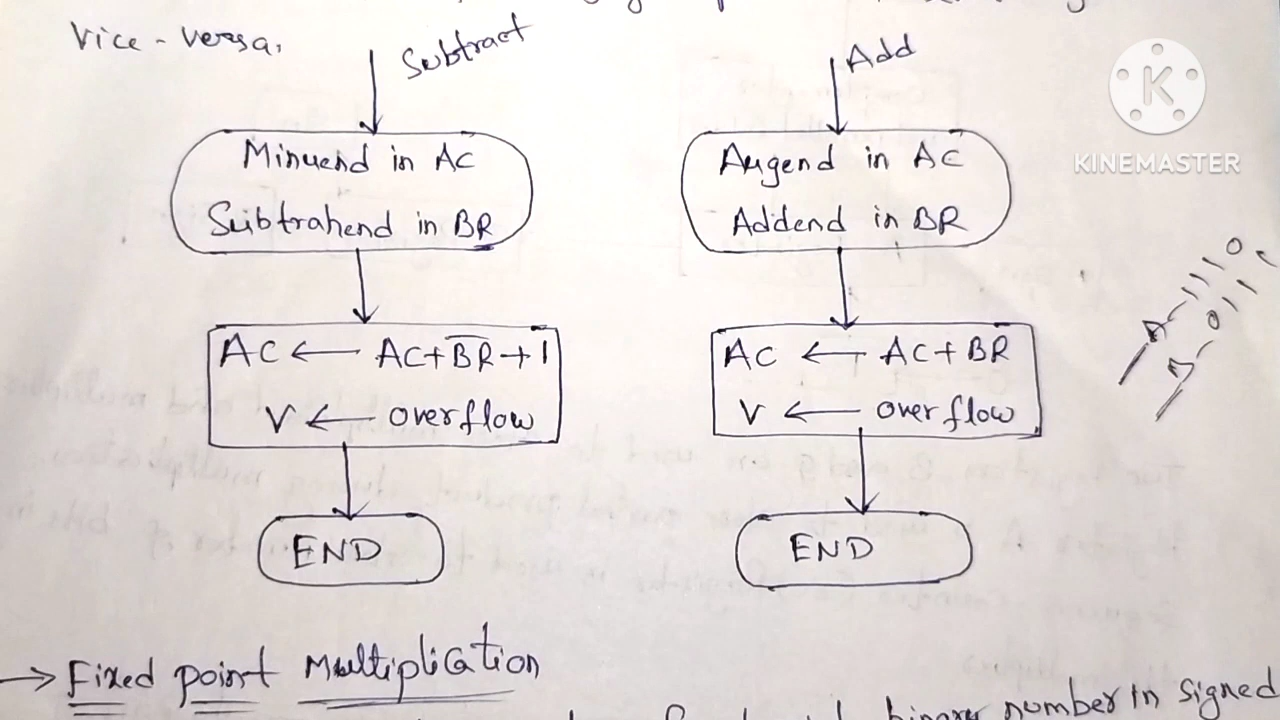 Vice - Versa.
Subtract
Add
K
KINEMASTER
Minuend in AC
Subtrahend in BR
Augend in AC
Addend in BR
AC ← AC + B̅R̅ + 1
V ← overflow
AC ← AC + BR
V ← overflow
END
END
→ Fixed point Multiplication
binary number in signed